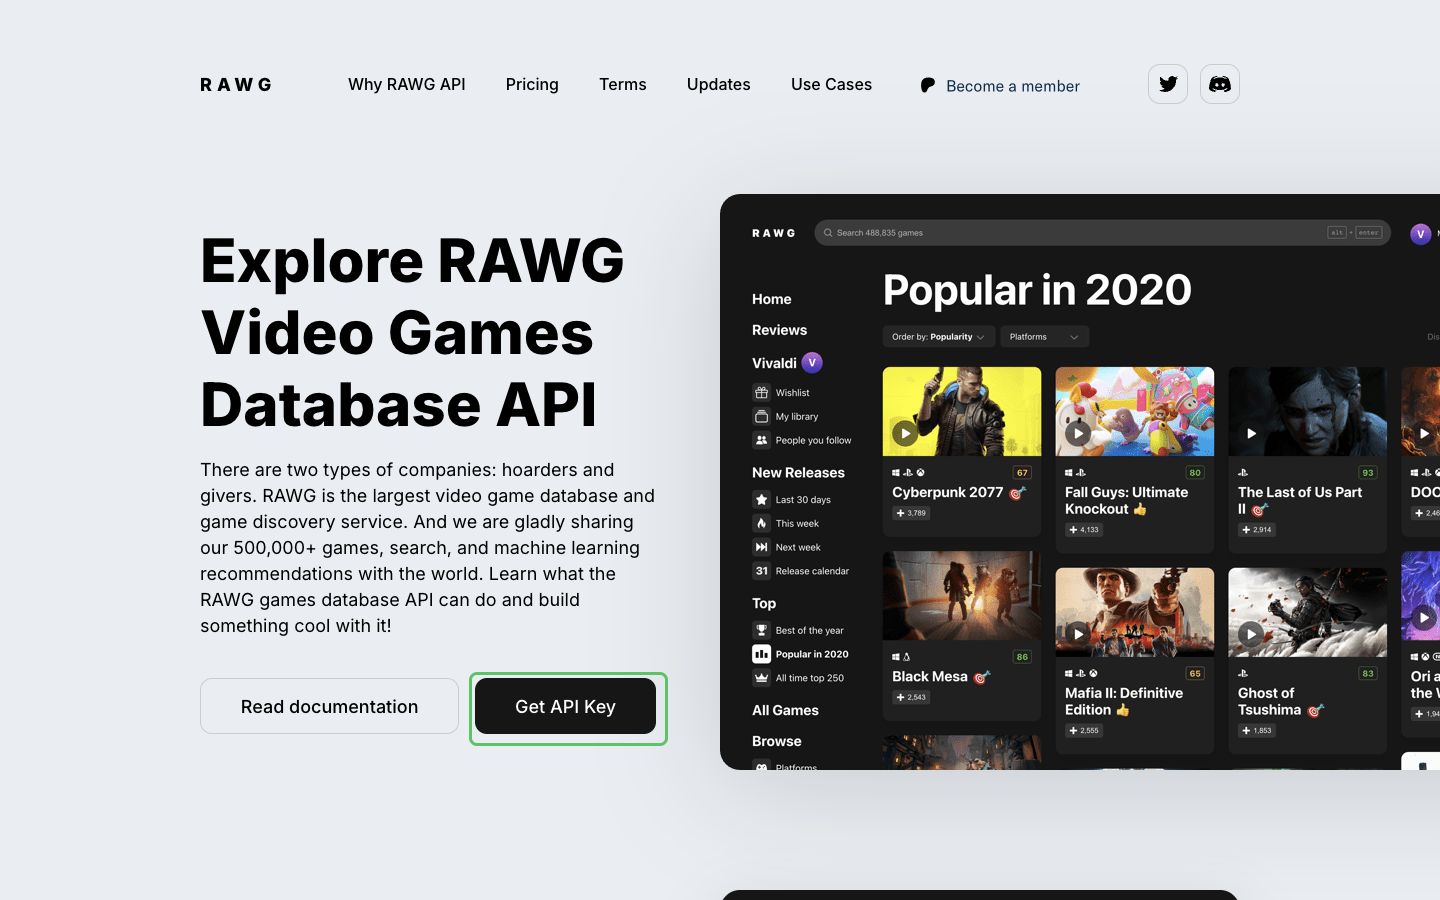 RAWG
Why RAWG API
Pricing
Terms
Updates
Use Cases
Become a member
Explore RAWG
Video Games
Database API
There are two types of companies: hoarders and
givers. RAWG is the largest video game database and
game discovery service. And we are gladly sharing
our 500,000+ games, search, and machine learning
recommendations with the world. Learn what the
RAWG games database API can do and build
something cool with it!
Read documentation
Get API Key
RAWG
Search 488,835 games
alt + enter
V
Home
Reviews
Vivaldi V
Wishlist
My library
People you follow
New Releases
Last 30 days
This week
Next week
31 Release calendar
Top
Best of the year
Popular in 2020
All time top 250
All Games
Browse
Platforms
Popular in 2020
Order by: Popularity
Platforms
67
Cyberpunk 2077
3,789
80
Fall Guys: Ultimate
Knockout
4,133
93
The Last of Us Part
II
2,914
86
Black Mesa
2,543
65
Mafia II: Definitive
Edition
2,555
83
Ghost of
Tsushima
1,853
Ori a